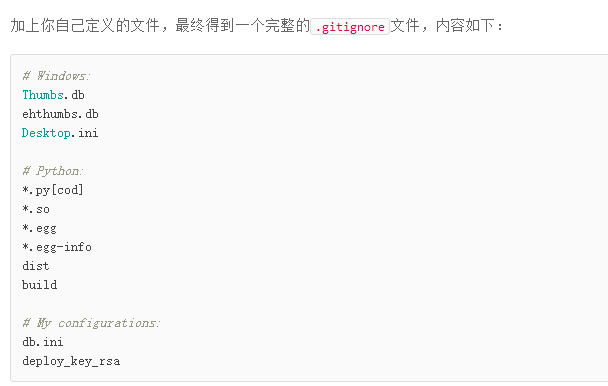 加上你自己定义的文件，最终得到一个完整的.gitignore文件，内容如下：
# Windows:
Thumbs.db
ehthumbs.db
Desktop.ini
# Python:
*.py[cod]
*.so
*.egg
*.egg-info
dist
build
# My configurations:
db.ini
deploy_key_rsa